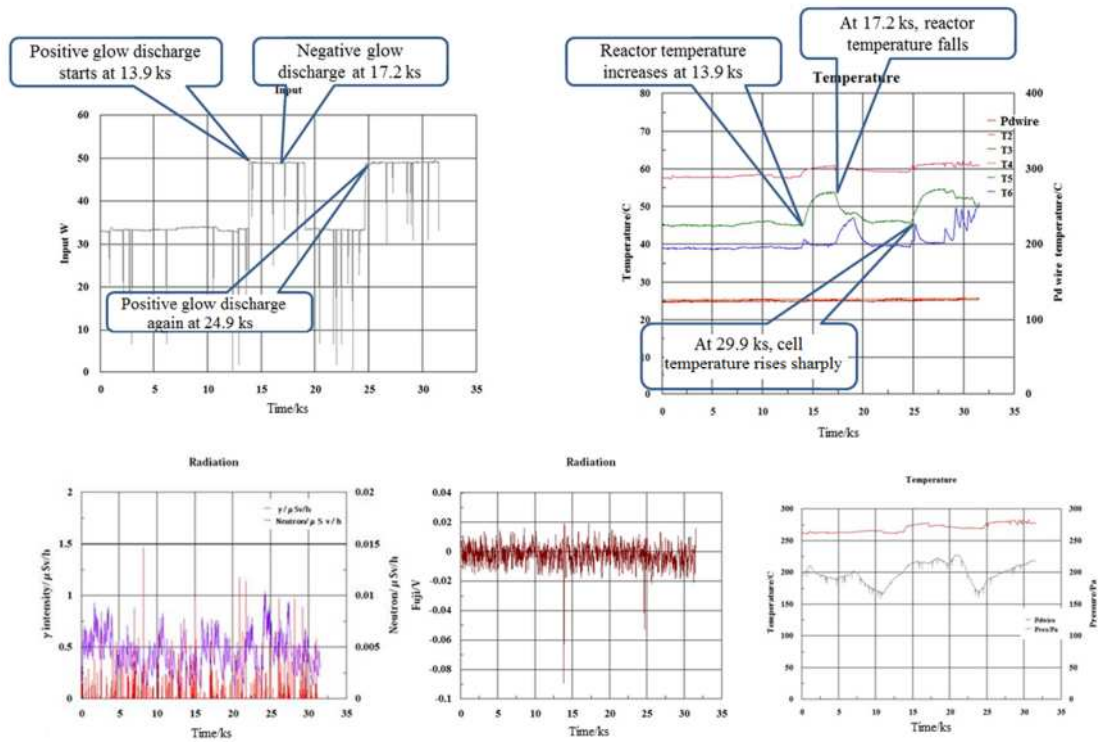 Positive glow discharge
starts at 13.9 ks
Negative glow
discharge at 17.2 ks
Input
60
50
40
30
20
10
0
Input W
Positive glow discharge
again at 24.9 ks
0 5 10 15 20 25 30 35
Time/ks
Reactor temperature
increases at 13.9 ks
At 17.2 ks, reactor
temperature falls
Temperature
80
75
70
65
60
55
50
45
40
35
30
25
20
15
10
5
0
Temperature/C
400
300
200
100
0
Pd wire temperature/C
Pdwire
T2
T3
T4
T5
T6
At 29.9 ks, cell
temperature rises sharply
0 5 10 15 20 25 30 35
Time/ks
Radiation
2
1.5
1
0.5
0
γ intensity/ μ Sv/h
γ / μ Sv/h
Neutron/ μ S v / h
0.02
0.015
0.01
0.005
0
Neutron/ μ Sv/h
0 5 10 15 20 25 30 35
Time/ks
Radiation
0.04
0.02
0
-0.02
-0.04
-0.06
-0.08
-0.1
Fuji/V
0 5 10 15 20 25 30 35
Time/ks
Temperature
300
250
200
150
300
50
0
Temperature/C
300
250
200
150
100
50
0
Pressure/Pa
Pdwire
Pres/Pa
0 5 10 15 20 25 30 35
Time/ks